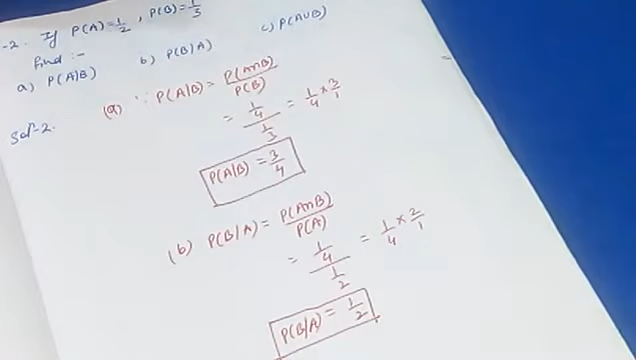 -2. If P(A)=1/2, P(B)=1/3
find :-
a) P(A|B) b) P(B|A) c) P(AUB)
Sol-2. (a) ∵ P(A|B) = P(A∩B)/P(B)
= (1/4)/(1/3) = 1/4 × 3/1
P(A|B) = 3/4
(b) P(B/A) = P(A∩B)/P(A)
= (1/4)/(1/2) = 1/4 × 2/1
P(B/A) = 1/2